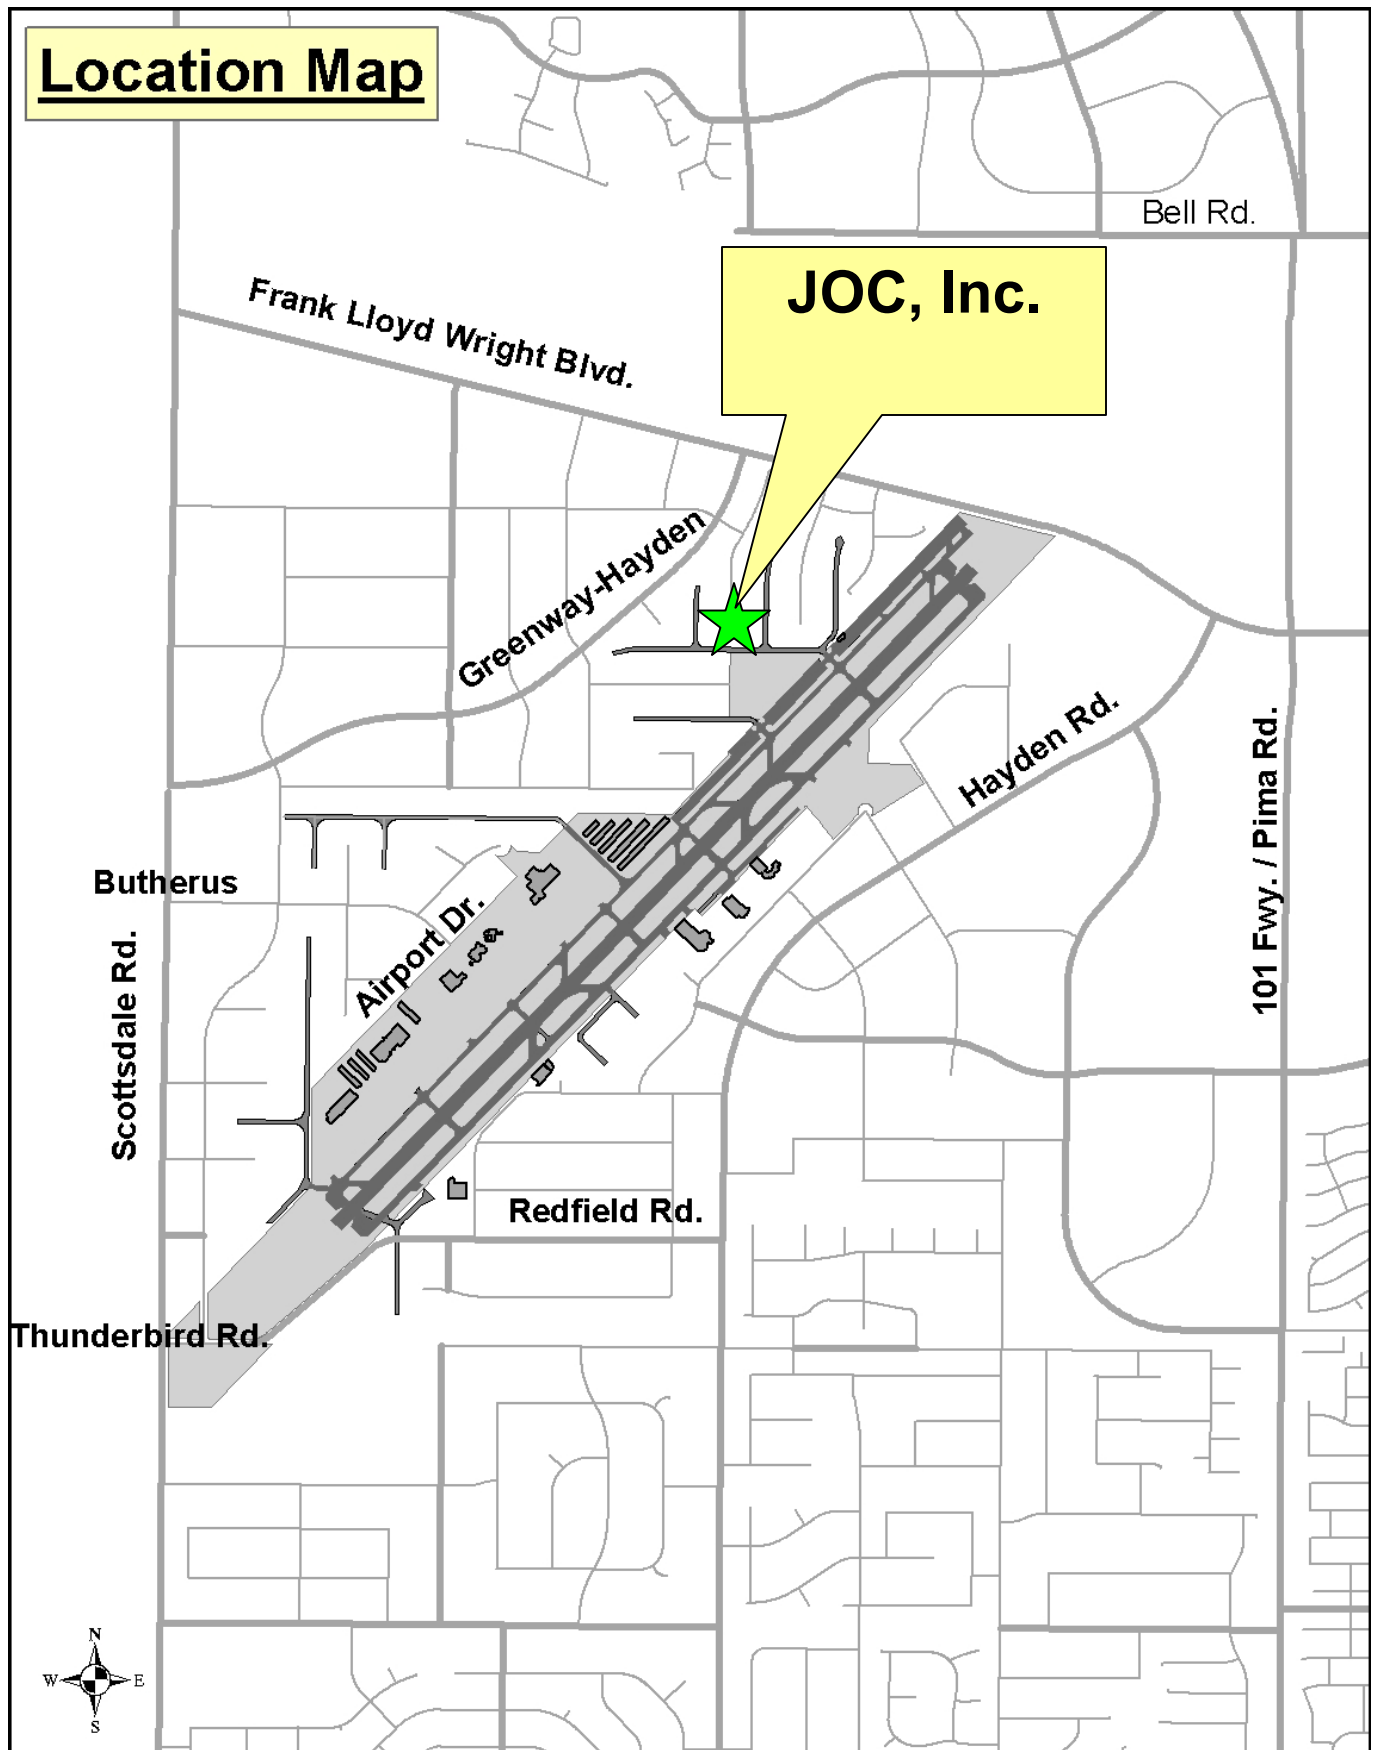 Location Map
Bell Rd.
JOC, Inc.
Frank Lloyd Wright Blvd.
Greenway-Hayden
Hayden Rd.
101 Fwy. / Pima Rd.
Butherus
Airport Dr.
Scottsdale Rd.
Redfield Rd.
Thunderbird Rd.
N
W E
S